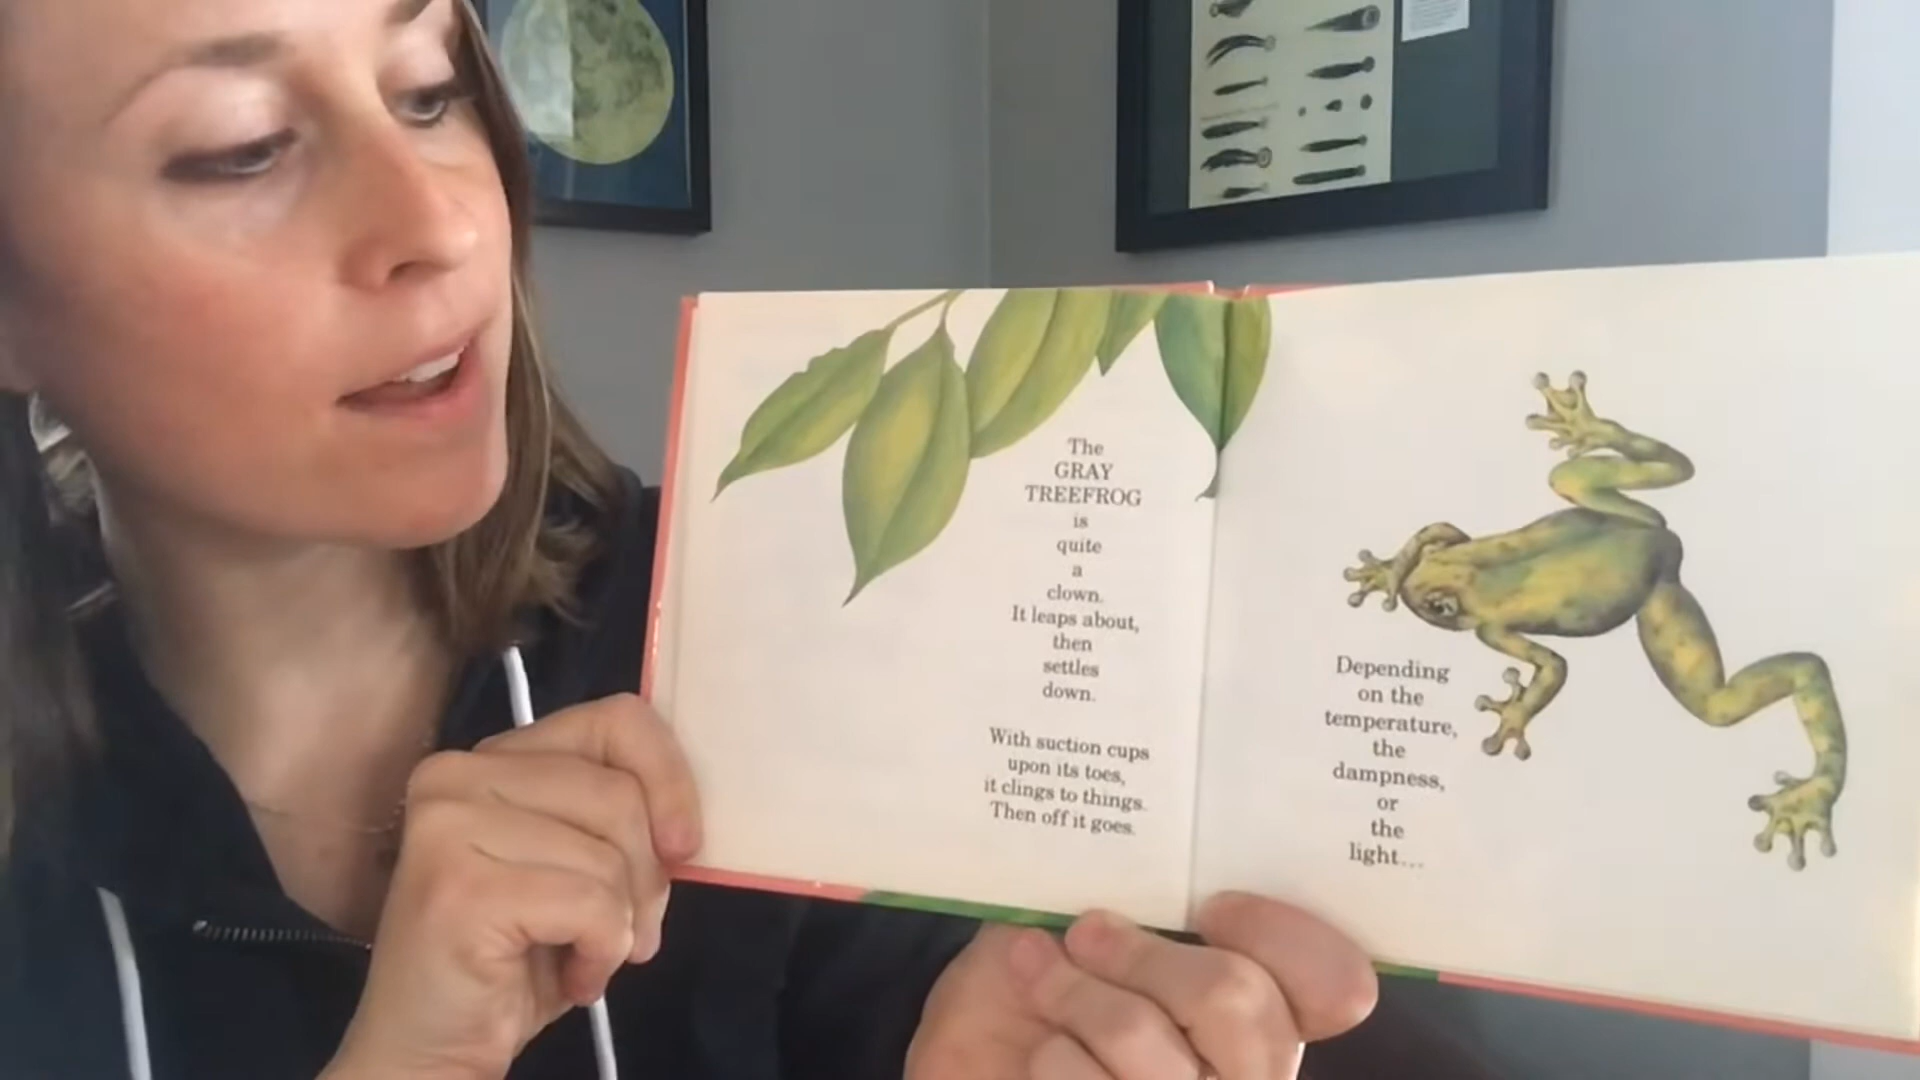 The
GRAY
TREEFROG
is
quite
a
clown.
It leaps about,
then
settles
down.
With suction cups
upon its toes,
it clings to things.
Then off it goes.
Depending
on the
temperature,
the
dampness,
or
the
light...